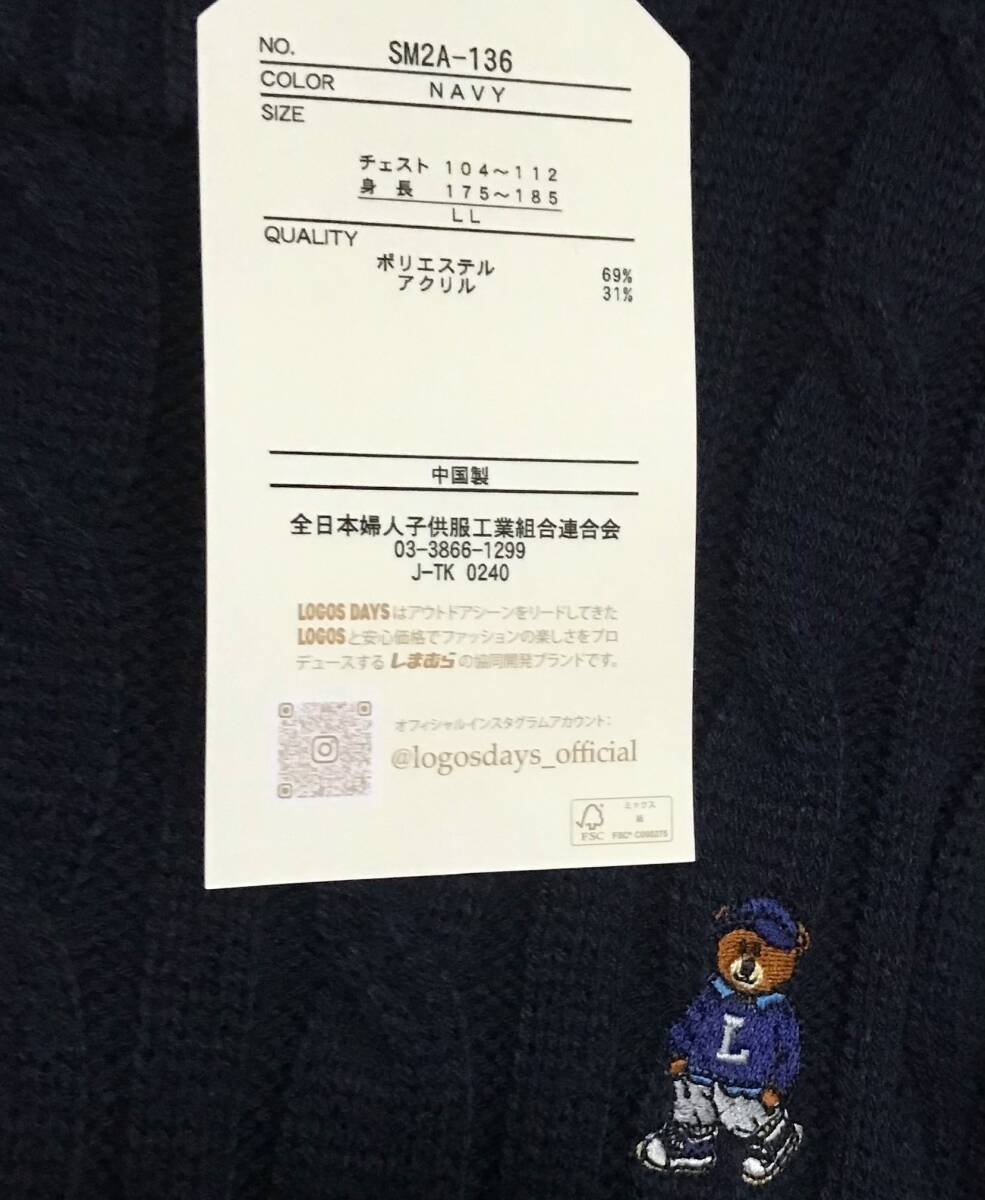 NO. SM2A-136
COLOR NAVY
SIZE
チェスト 104～112
身長 175～185
LL
QUALITY
ポリエステル 69%
アクリル 31%
中国製
全日本婦人子供服工業組合連合会
03-3866-1299
J-TK 0240
LOGOS DAYSはアウトドアシーンをリードしてきた
LOGOSと安心価格でファッションの楽しさをプロ
デュースするしまむらの協同開発ブランドです。
オフィシャルインスタグラムアカウント:
@logosdays_official
ミックス
紙
FSC
L